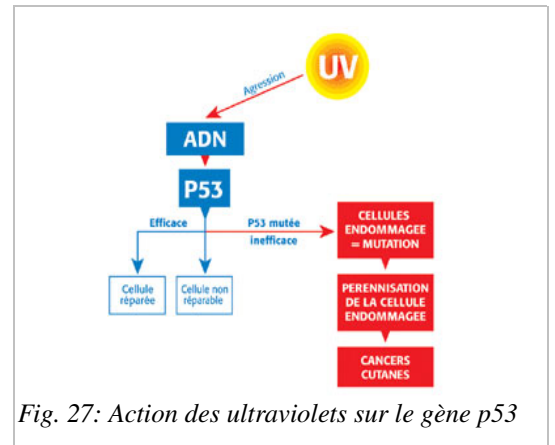 UV
Agression
ADN
P53
Efficace
P53 mutée
inefficace
CELLULES
ENDOMMAGEE
= MUTATION
Cellule
réparée
Cellule non
réparable
PERENNISATION
DE LA CELLULE
ENDOMMAGEE
CANCERS
CUTANES
Fig. 27: Action des ultraviolets sur le gène p53